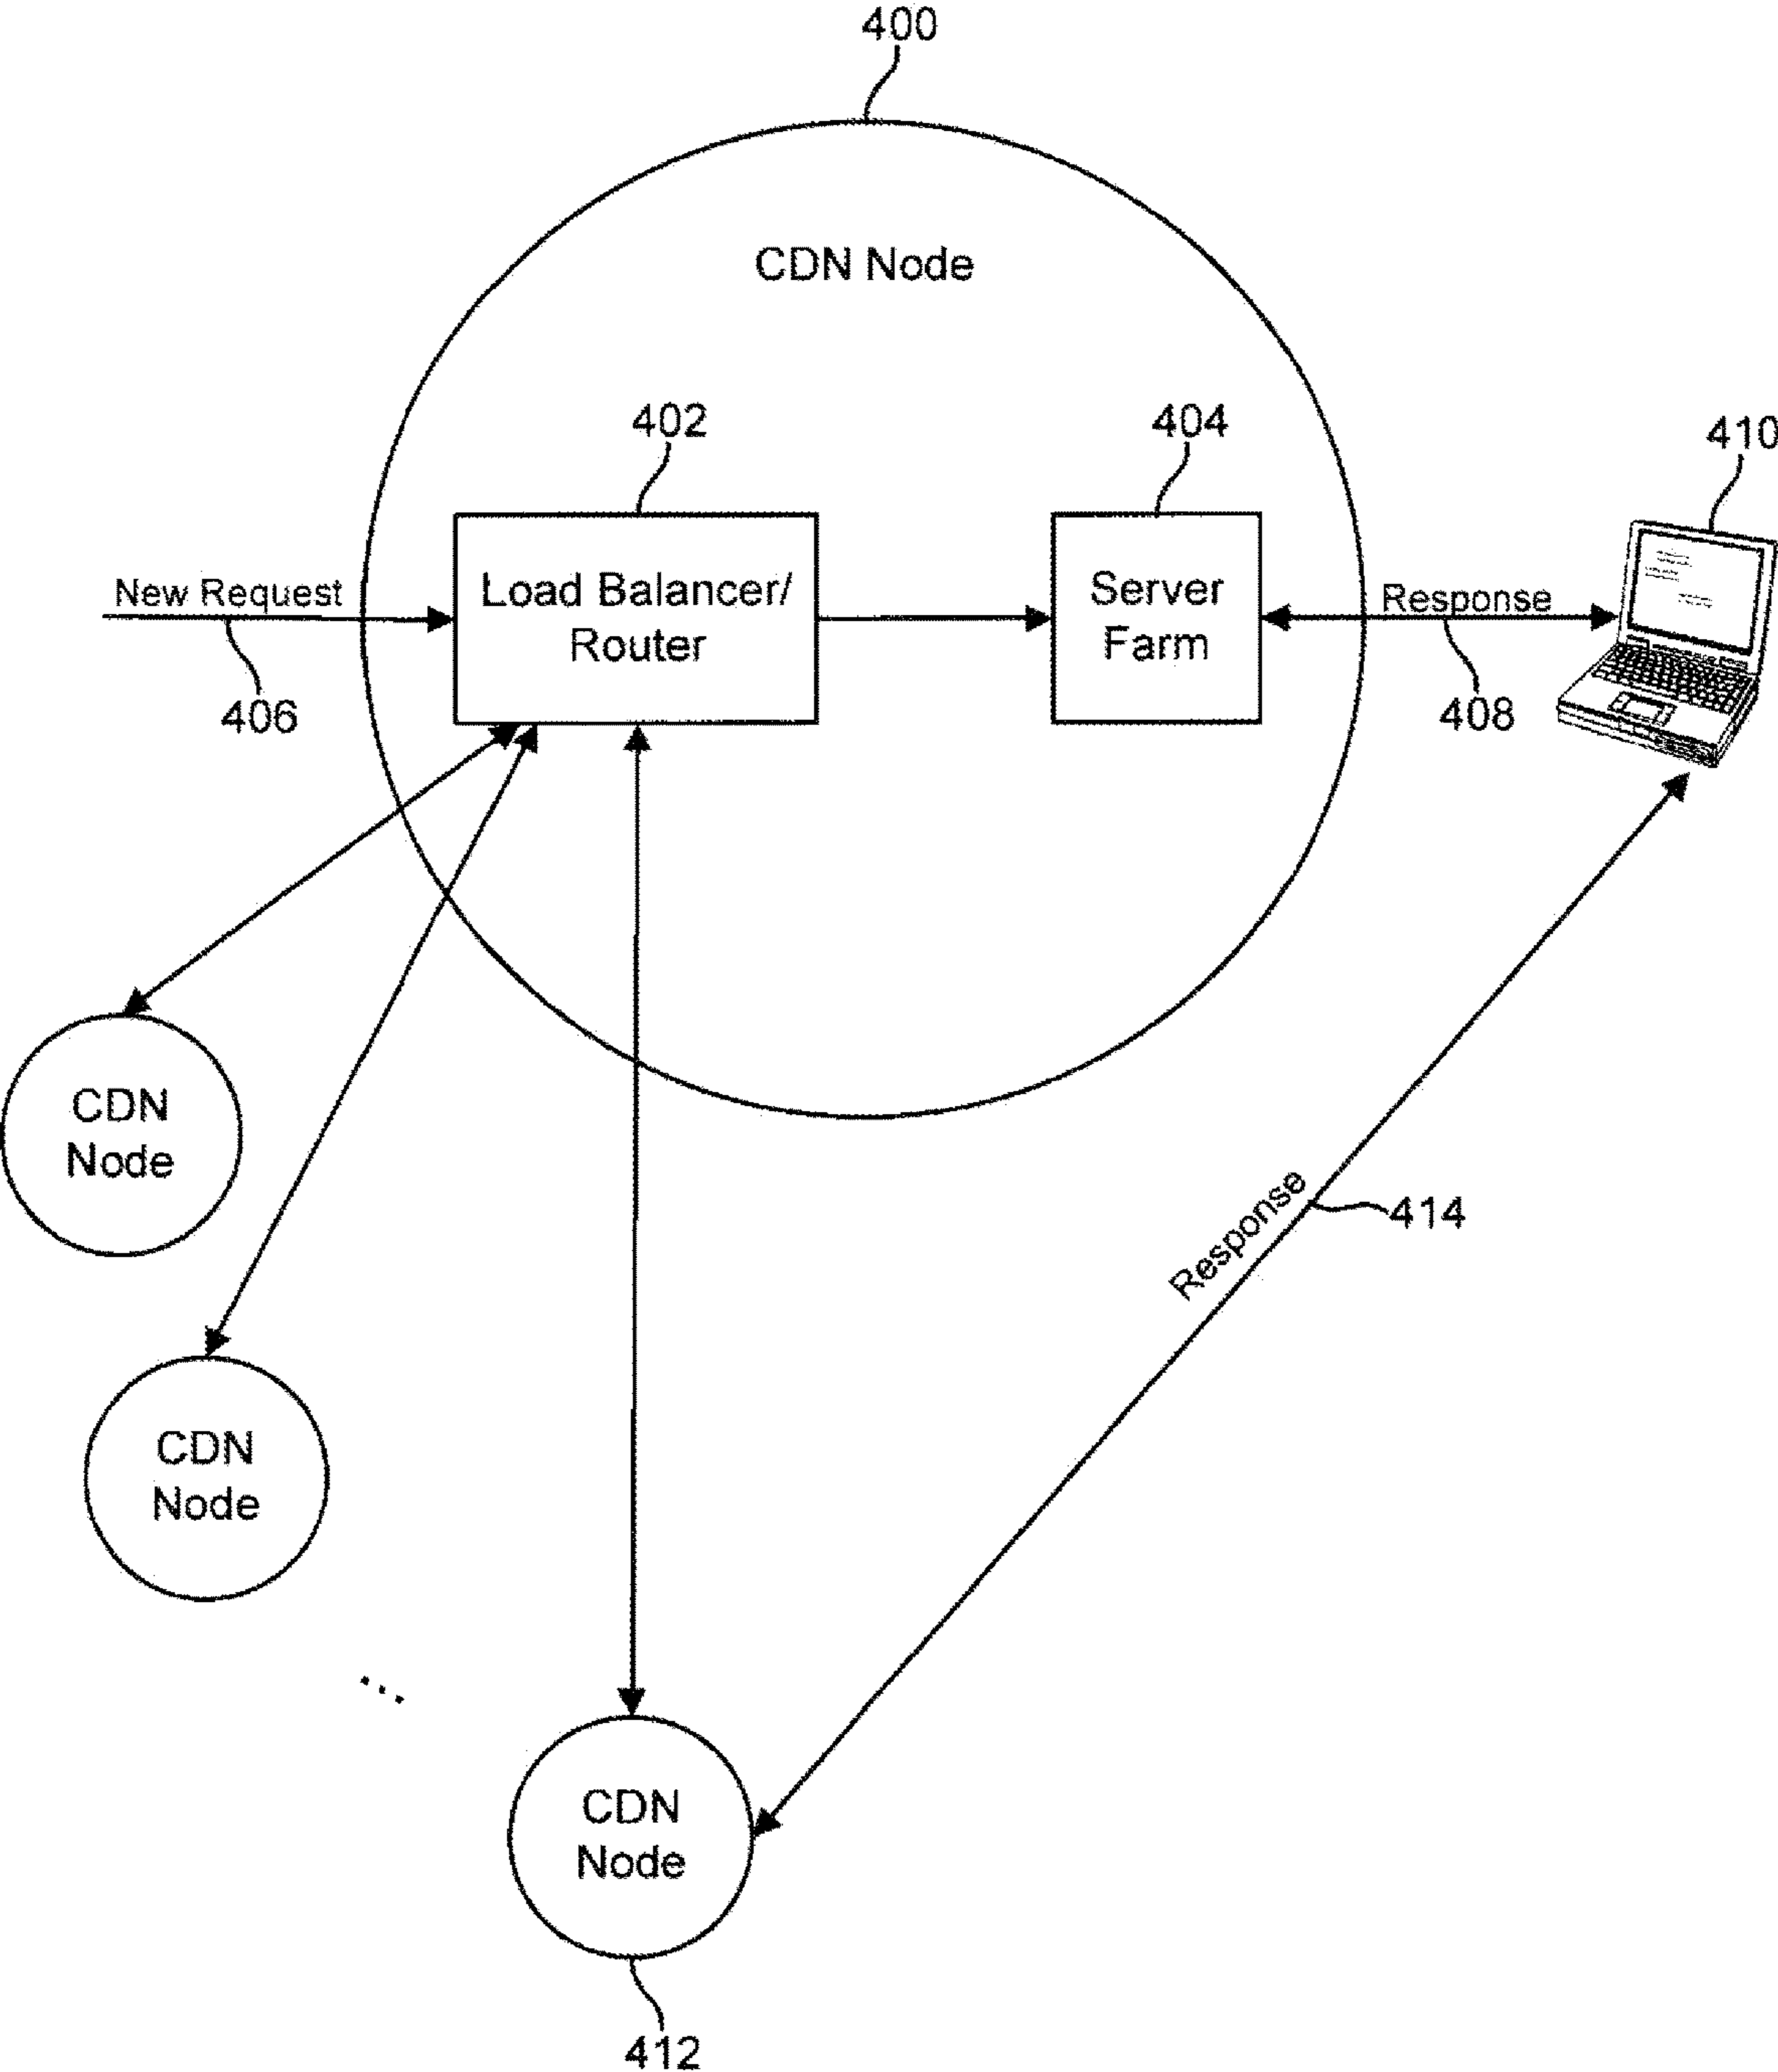 400
CDN Node
402
404
410
New Request
Load Balancer/
Router
Server
Farm
Response
406
408
CDN
Node
Response
414
CDN
Node
...
CDN
Node
412